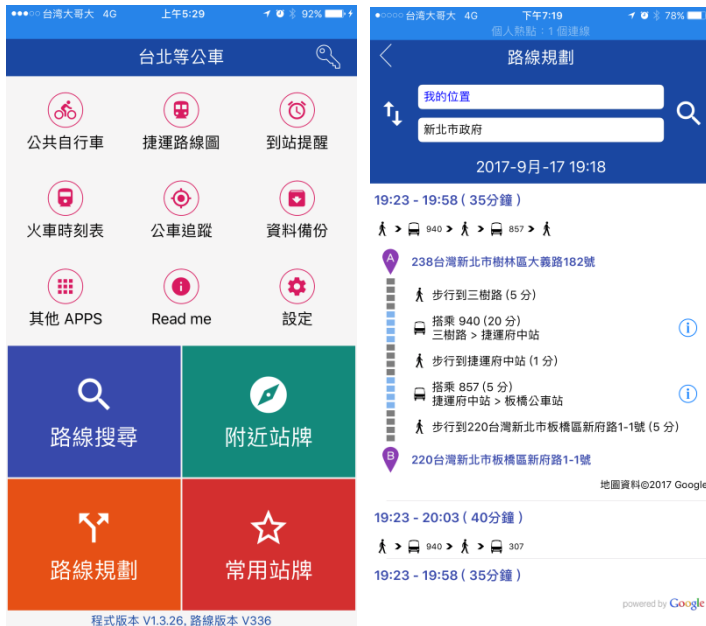 台湾大哥大 4G 上午5:29 92%
台北等公車
公共自行車 捷運路線圖 到站提醒
火車時刻表 公車追蹤 資料備份
其他 APPS Read me 設定
路線搜尋 附近站牌
路線規劃 常用站牌
程式版本 V1.3.26, 路線版本 V336
台湾大哥大 4G 下午7:19 78%
個人熱點：1 個連線
路線規劃
我的位置
新北市政府
2017-9月-17 19:18
19:23 - 19:58 ( 35分鐘 )
940 857
A 238台灣新北市樹林區大義路182號
步行到三樹路 (5 分)
搭乘 940 (20 分)
三樹路 > 捷運府中站
步行到捷運府中站 (1 分)
搭乘 857 (5 分)
捷運府中站 > 板橋公車站
步行到220台灣新北市板橋區新府路1-1號 (5 分)
B 220台灣新北市板橋區新府路1-1號
地圖資料©2017 Google
19:23 - 20:03 ( 40分鐘 )
940 307
19:23 - 19:58 ( 35分鐘 )
powered by Google